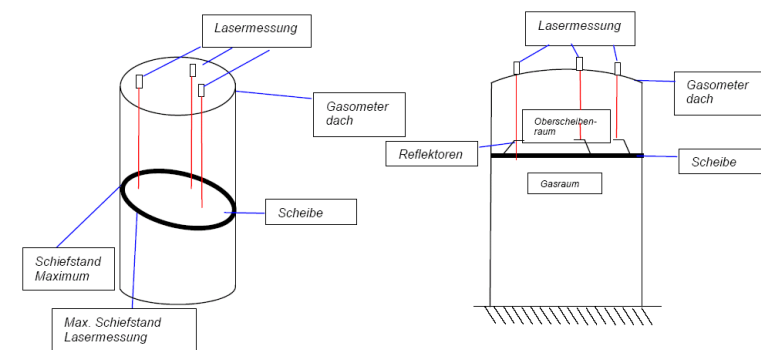 Lasermessung
Gasometer
dach
Scheibe
Schiefstand
Maximum
Max. Schiefstand
Lasermessung
Lasermessung
Gasometer
dach
Oberscheiben-
raum
Reflektoren
Scheibe
Gasraum